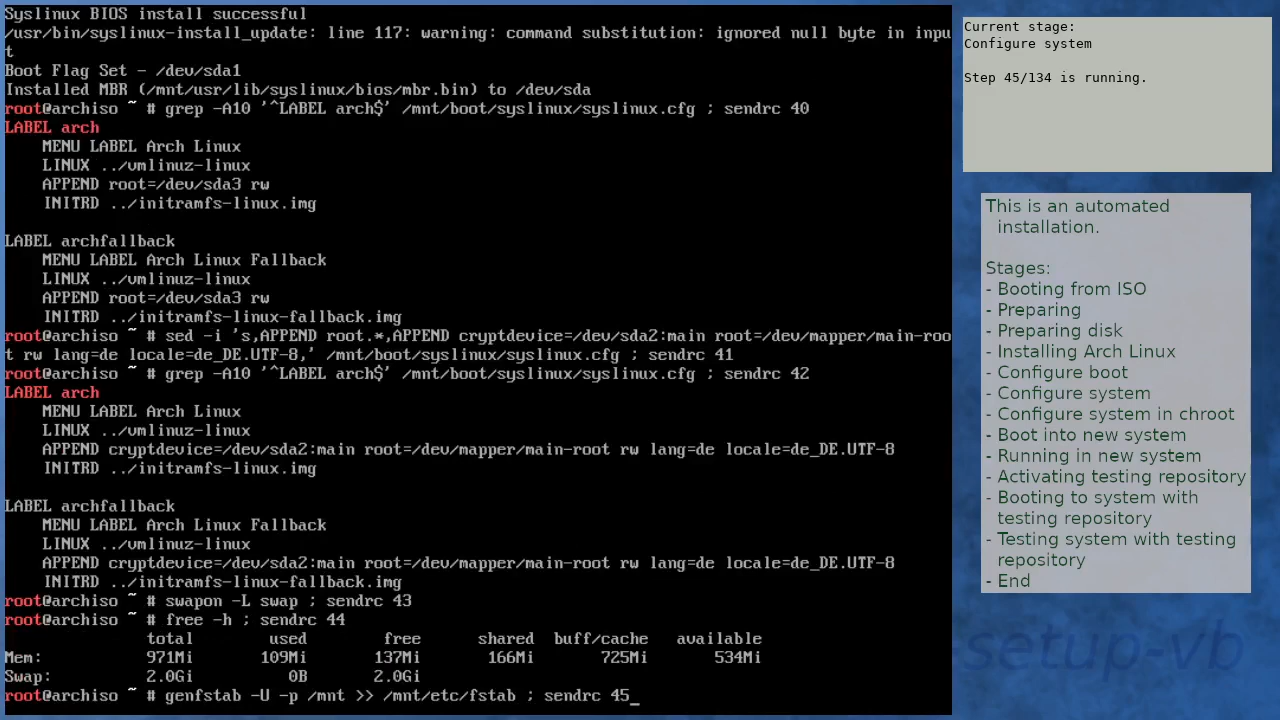 Syslinux BIOS install successful
/usr/bin/syslinux-install_update: line 117: warning: command substitution: ignored null byte in inpu
t
Boot Flag Set - /dev/sda1
Installed MBR (/mnt/usr/lib/syslinux/bios/mbr.bin) to /dev/sda
root@archiso ~ # grep -A10 '^LABEL arch$' /mnt/boot/syslinux/syslinux.cfg ; sendrc 40
LABEL arch
    MENU LABEL Arch Linux
    LINUX ../vmlinuz-linux
    APPEND root=/dev/sda3 rw
    INITRD ../initramfs-linux.img

LABEL archfallback
    MENU LABEL Arch Linux Fallback
    LINUX ../vmlinuz-linux
    APPEND root=/dev/sda3 rw
    INITRD ../initramfs-linux-fallback.img
root@archiso ~ # sed -i 's,APPEND root.*,APPEND cryptdevice=/dev/sda2:main root=/dev/mapper/main-roo
t rw lang=de locale=de_DE.UTF-8,' /mnt/boot/syslinux/syslinux.cfg ; sendrc 41
root@archiso ~ # grep -A10 '^LABEL arch$' /mnt/boot/syslinux/syslinux.cfg ; sendrc 42
LABEL arch
    MENU LABEL Arch Linux
    LINUX ../vmlinuz-linux
    APPEND cryptdevice=/dev/sda2:main root=/dev/mapper/main-root rw lang=de locale=de_DE.UTF-8
    INITRD ../initramfs-linux.img

LABEL archfallback
    MENU LABEL Arch Linux Fallback
    LINUX ../vmlinuz-linux
    APPEND cryptdevice=/dev/sda2:main root=/dev/mapper/main-root rw lang=de locale=de_DE.UTF-8
    INITRD ../initramfs-linux-fallback.img
root@archiso ~ # swapon -L swap ; sendrc 43
root@archiso ~ # free -h ; sendrc 44
               total        used        free      shared  buff/cache   available
Mem:           971Mi       109Mi       137Mi       166Mi       725Mi       534Mi
Swap:          2.0Gi          0B       2.0Gi
root@archiso ~ # genfstab -U -p /mnt >> /mnt/etc/fstab ; sendrc 45_
Current stage:
Configure system

Step 45/134 is running.
This is an automated
installation.

Stages:
- Booting from ISO
- Preparing
- Preparing disk
- Installing Arch Linux
- Configure boot
- Configure system
- Configure system in chroot
- Boot into new system
- Running in new system
- Activating testing repository
- Booting to system with
testing repository
- Testing system with testing
repository
- End
-setup-vb